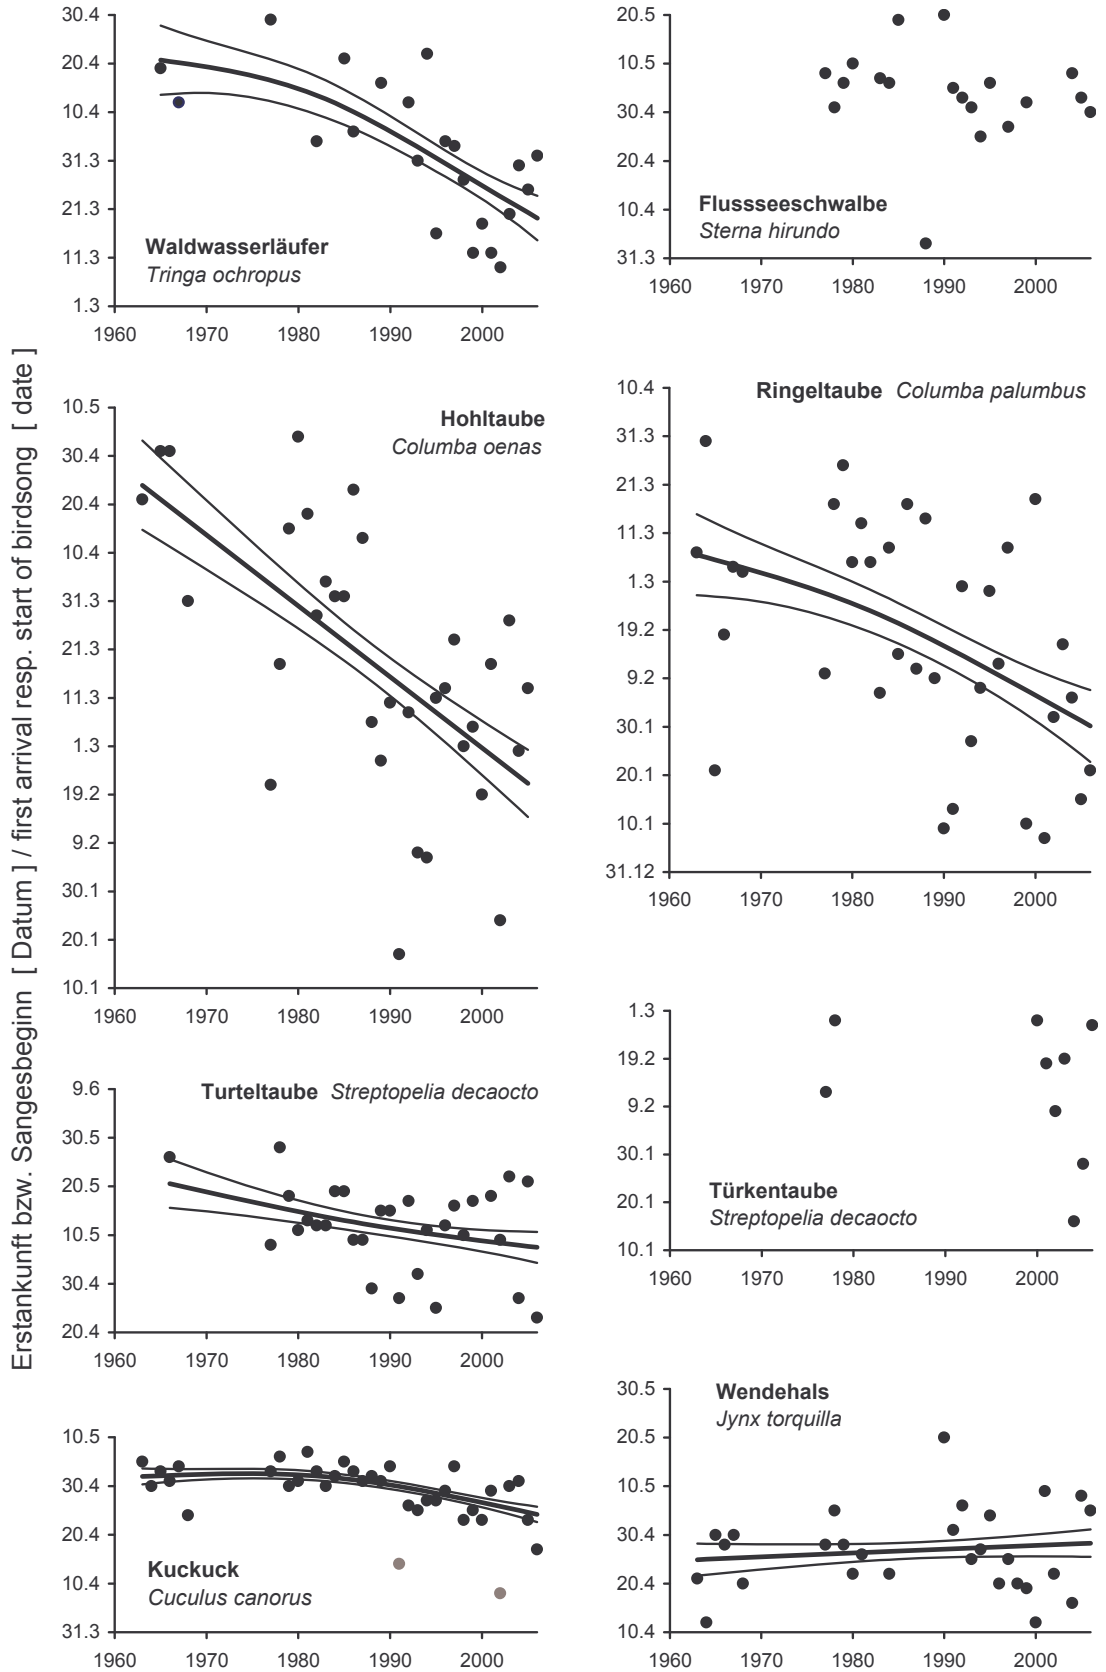 Erstankunft bzw. Sangesbeginn [ Datum ] / first arrival resp. start of birdsong [ date ]
30.4
20.4
10.4
31.3
21.3
11.3
1.3
1960 1970 1980 1990 2000
Waldwasserläufer
Tringa ochropus
20.5
10.5
30.4
20.4
10.4
31.3
1960 1970 1980 1990 2000
Flussseeschwalbe
Sterna hirundo
10.5
30.4
20.4
10.4
31.3
21.3
11.3
1.3
19.2
9.2
30.1
20.1
10.1
1960 1970 1980 1990 2000
Hohltaube
Columba oenas
10.4
31.3
21.3
11.3
1.3
19.2
9.2
30.1
20.1
10.1
31.12
1960 1970 1980 1990 2000
Ringeltaube Columba palumbus
9.6
30.5
20.5
10.5
30.4
20.4
1960 1970 1980 1990 2000
Turteltaube Streptopelia decaocto
1.3
19.2
9.2
30.1
20.1
10.1
1960 1970 1980 1990 2000
Türkentaube
Streptopelia decaocto
10.5
30.4
20.4
10.4
31.3
1960 1970 1980 1990 2000
Kuckuck
Cuculus canorus
30.5
20.5
10.5
30.4
20.4
10.4
1960 1970 1980 1990 2000
Wendehals
Jynx torquilla